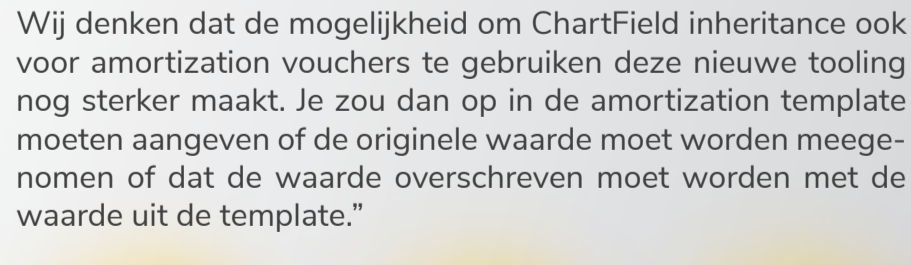 Wij denken dat de mogelijkheid om ChartField inheritance ook
voor amortization vouchers te gebruiken deze nieuwe tooling
nog sterker maakt. Je zou dan op in de amortization template
moeten aangeven of de originele waarde moet worden meege-
nomen of dat de waarde overschreven moet worden met de
waarde uit de template.”